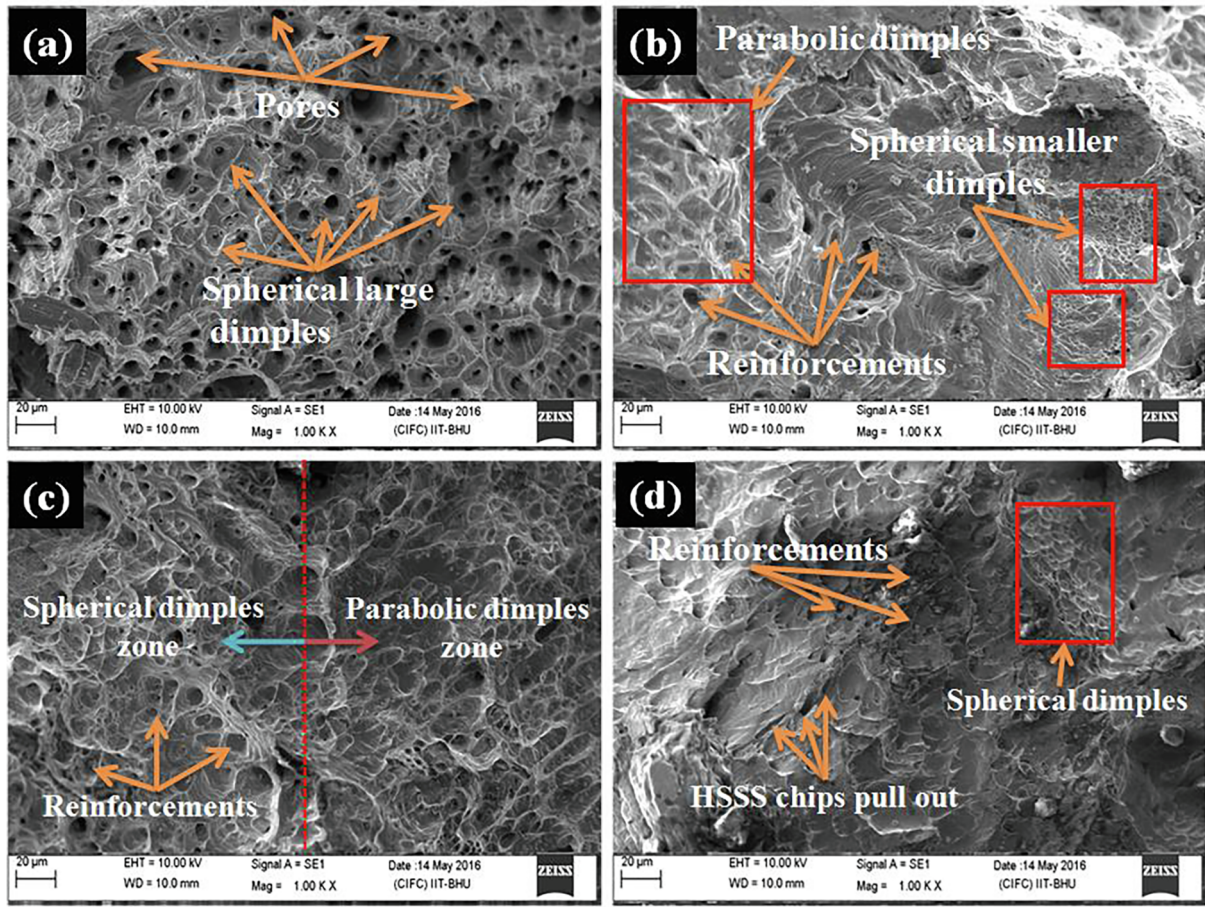 (a)
Pores
Spherical large
dimples
20 µm
EHT = 10.00 kV
Signal A = SE1
Date :14 May 2016
WD = 10.0 mm
Mag = 1.00 K X
(CIFC) IIT-BHU
ZEISS
(b)
Parabolic dimples
Spherical smaller
dimples
Reinforcements
20 µm
EHT = 10.00 kV
Signal A = SE1
Date :14 May 2016
WD = 10.0 mm
Mag = 1.00 K X
(CIFC) IIT-BHU
ZEISS
(c)
Spherical dimples
zone
Parabolic dimples
zone
Reinforcements
20 µm
EHT = 10.00 kV
Signal A = SE1
Date :14 May 2016
WD = 10.0 mm
Mag = 1.00 K X
(CIFC) IIT-BHU
ZEISS
(d)
Reinforcements
Spherical dimples
HSSS chips pull out
20 µm
EHT = 10.00 kV
Signal A = SE1
Date :14 May 2016
WD = 10.0 mm
Mag = 1.00 K X
(CIFC) IIT-BHU
ZEISS